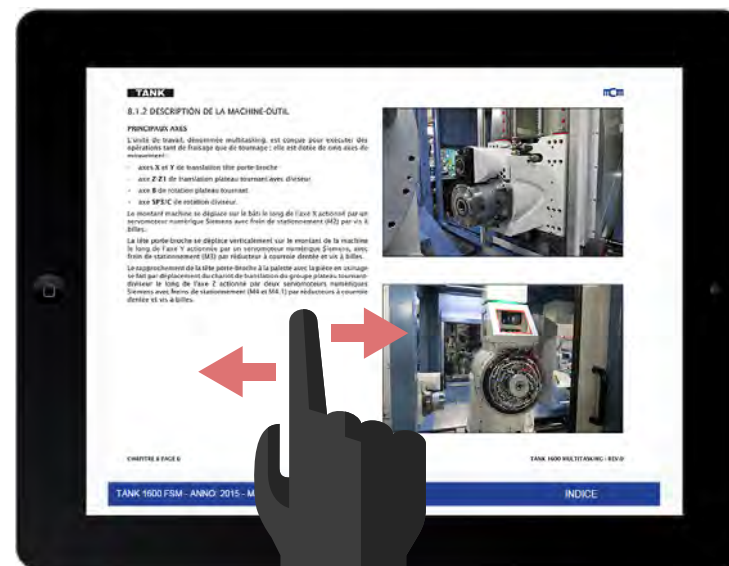 TANK
mcm
8.1.2 DESCRIPTION DE LA MACHINE-OUTIL
PRINCIPAUX AXES
L'unité de travail, dénommée multitasking, est conçue pour exécuter des
opérations tant de fraisage que de tournage ; elle est dotée de cinq axes de
mouvement :
- axes X et Y de translation tête porte-broche
- axe Z-Z1 de translation plateau tournant avec diviseur
- axe B de rotation plateau tournant
- axe SP3/C de rotation diviseur.
Le montant machine se déplace sur le bâti le long de l'axe X actionné par un
servomoteur numérique Siemens avec frein de stationnement (M2) par vis à
billes.
La tête porte-broche se déplace verticalement sur le montant de la machine
le long de l'axe Y actionnée par un servomoteur numérique Siemens, avec
frein de stationnement (M3) par réducteur à courroie dentée et vis à billes.
Le rapprochement de la tête porte-broche à la palette avec la pièce en usinage
se fait par déplacement du chariot de translation du groupe plateau tournant-
diviseur le long de l'axe Z actionné par deux servomoteurs numériques
Siemens avec freins de stationnement (M4 et M4.1) par réducteurs à courroie
dentée et vis à billes.
CHAPITRE 8 PAGE 6
TANK 1600 MULTITASKING - REV.0
TANK 1600 FSM - ANNO: 2015 - M
INDICE